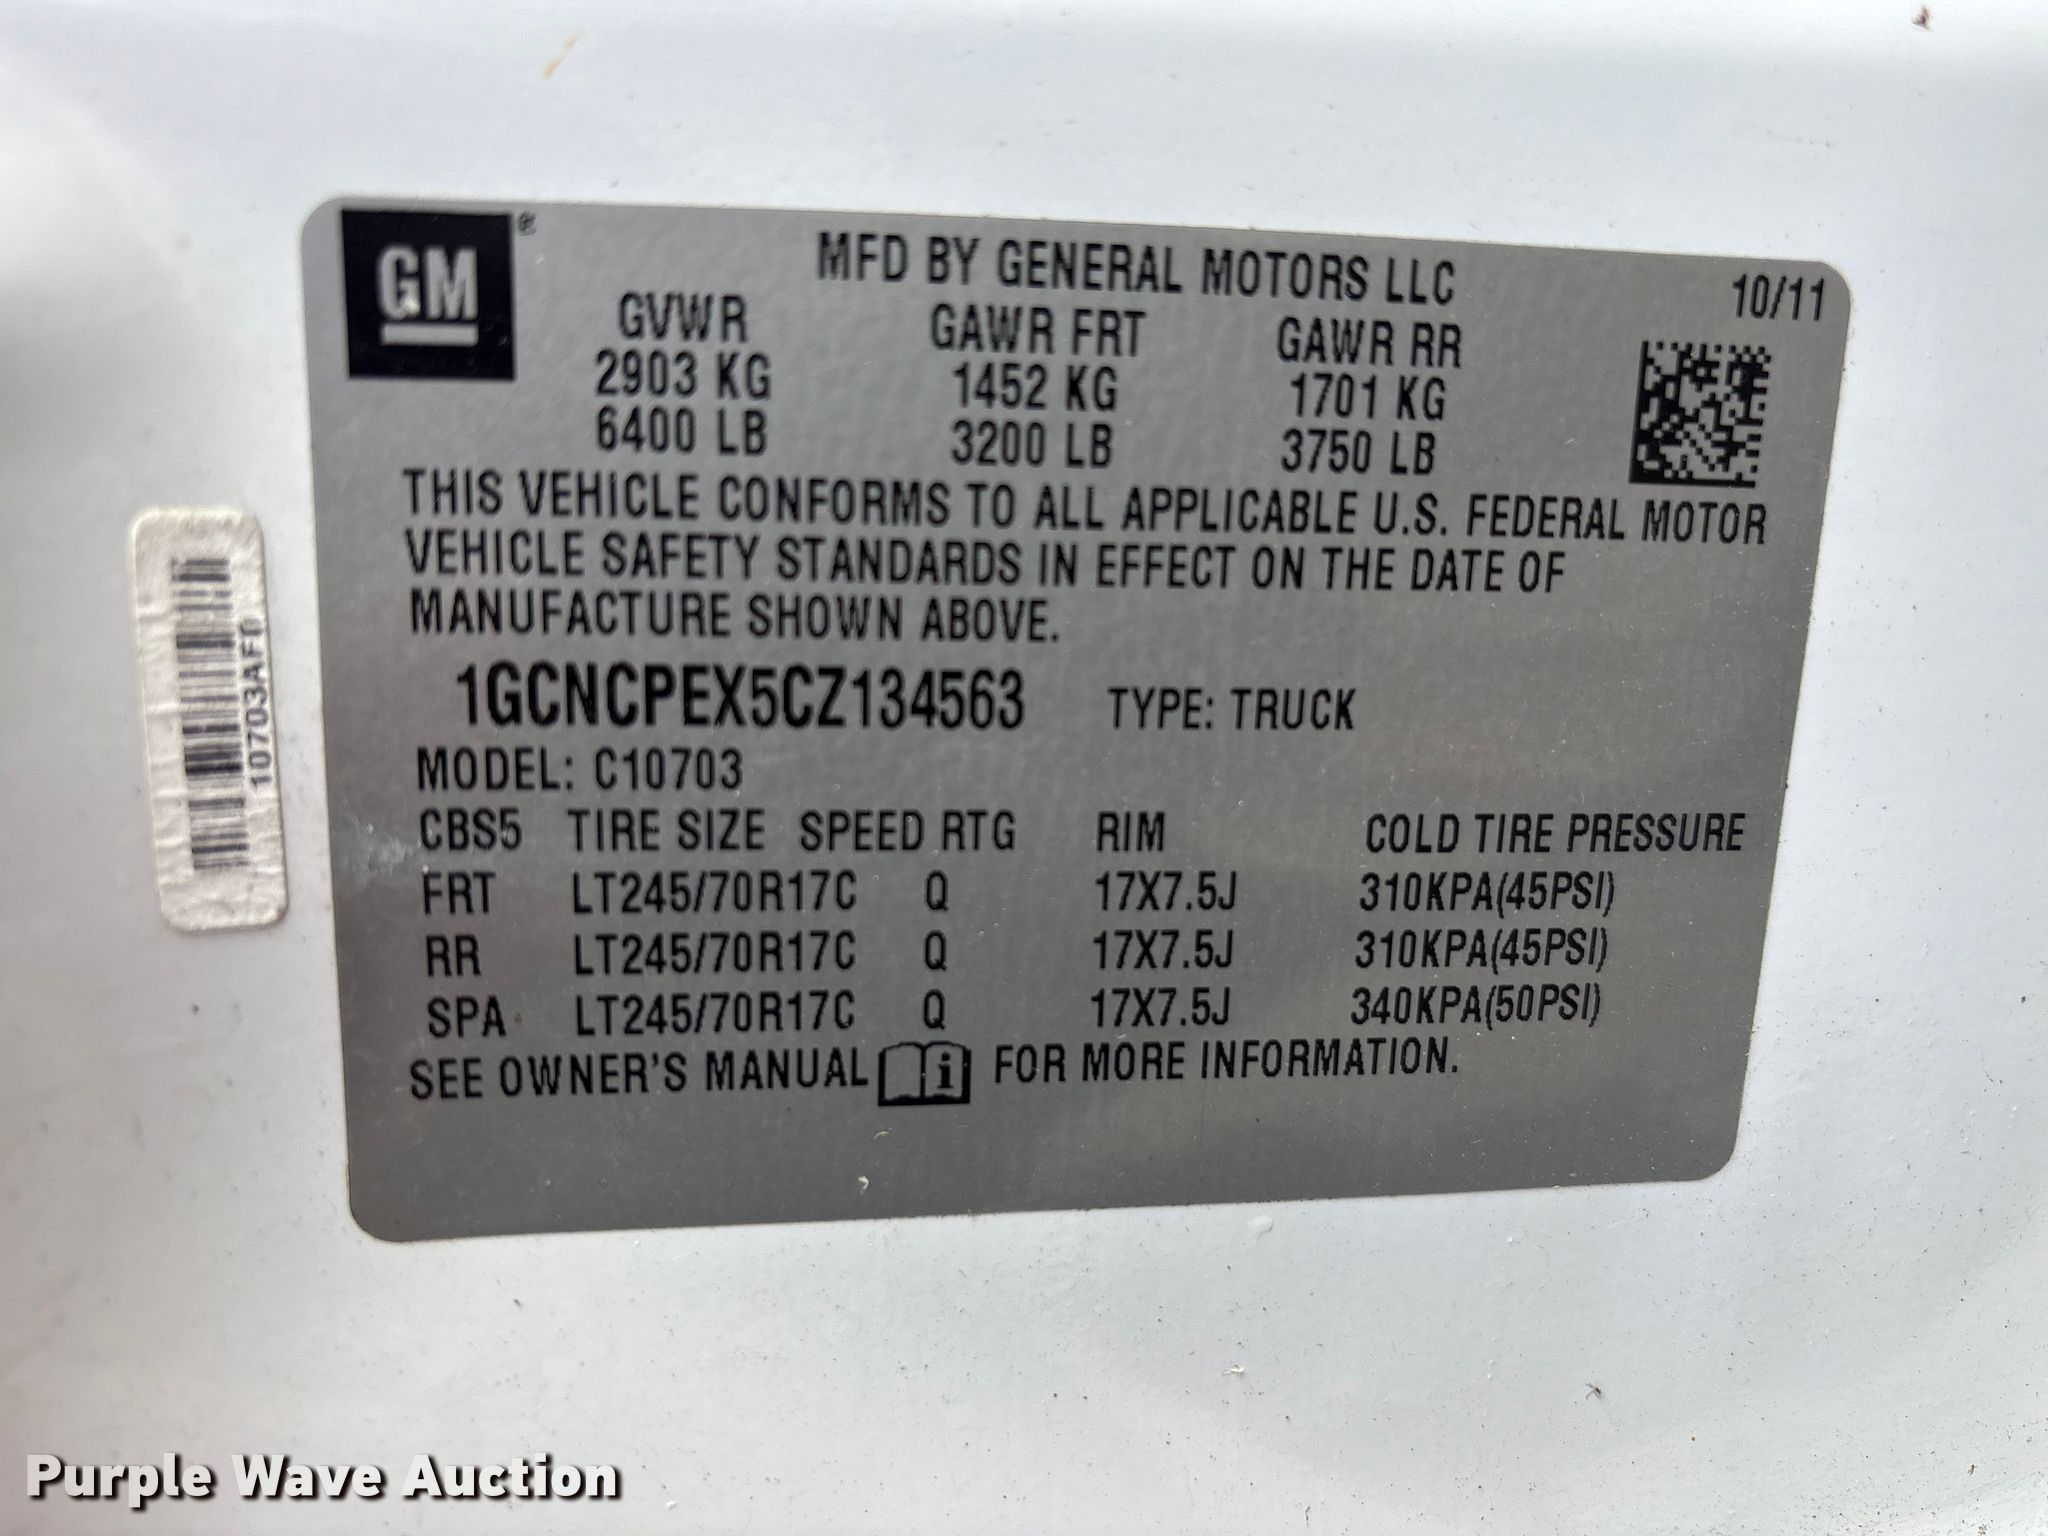 GM
MFD BY GENERAL MOTORS LLC
10/11
GVWR GAWR FRT GAWR RR
2903 KG 1452 KG 1701 KG
6400 LB 3200 LB 3750 LB
THIS VEHICLE CONFORMS TO ALL APPLICABLE U.S. FEDERAL MOTOR
VEHICLE SAFETY STANDARDS IN EFFECT ON THE DATE OF
MANUFACTURE SHOWN ABOVE.
1GCNCPEX5CZ134563 TYPE: TRUCK
MODEL: C10703
CBS5 TIRE SIZE SPEED RTG RIM COLD TIRE PRESSURE
FRT LT245/70R17C Q 17X7.5J 310KPA(45PSI)
RR LT245/70R17C Q 17X7.5J 310KPA(45PSI)
SPA LT245/70R17C Q 17X7.5J 340KPA(50PSI)
SEE OWNER'S MANUAL i FOR MORE INFORMATION.
Purple Wave Auction